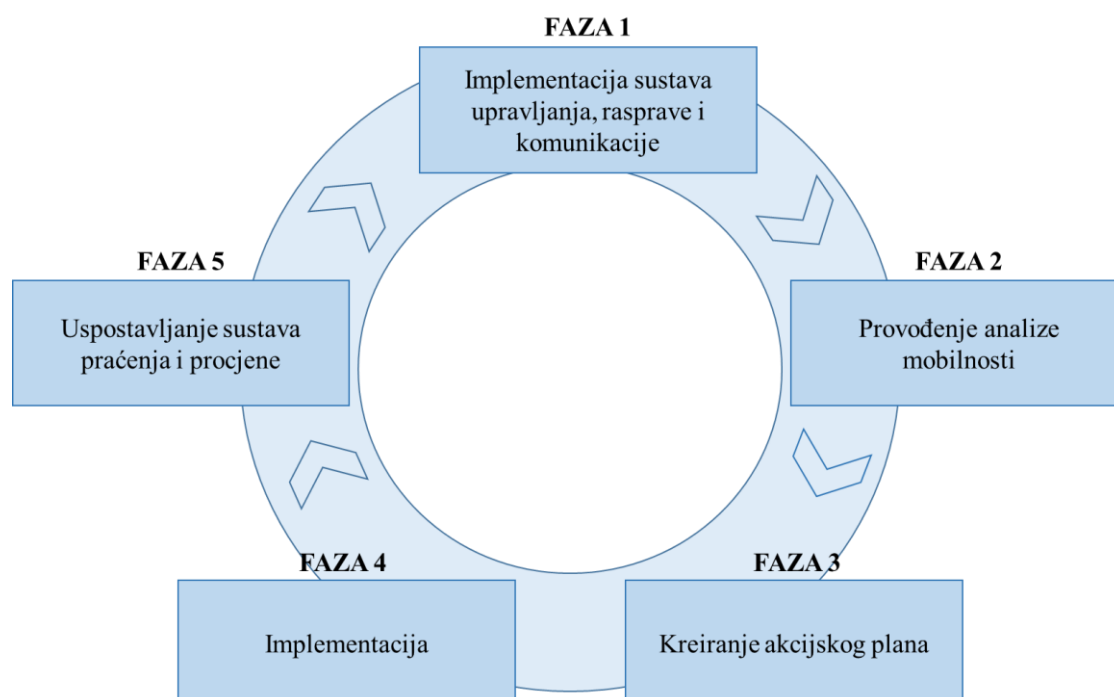 FAZA 1
Implementacija sustava
upravljanja, rasprave i
komunikacije
FAZA 2
Provođenje analize
mobilnosti
FAZA 3
Kreiranje akcijskog plana
FAZA 4
Implementacija
FAZA 5
Uspostavljanje sustava
praćenja i procjene